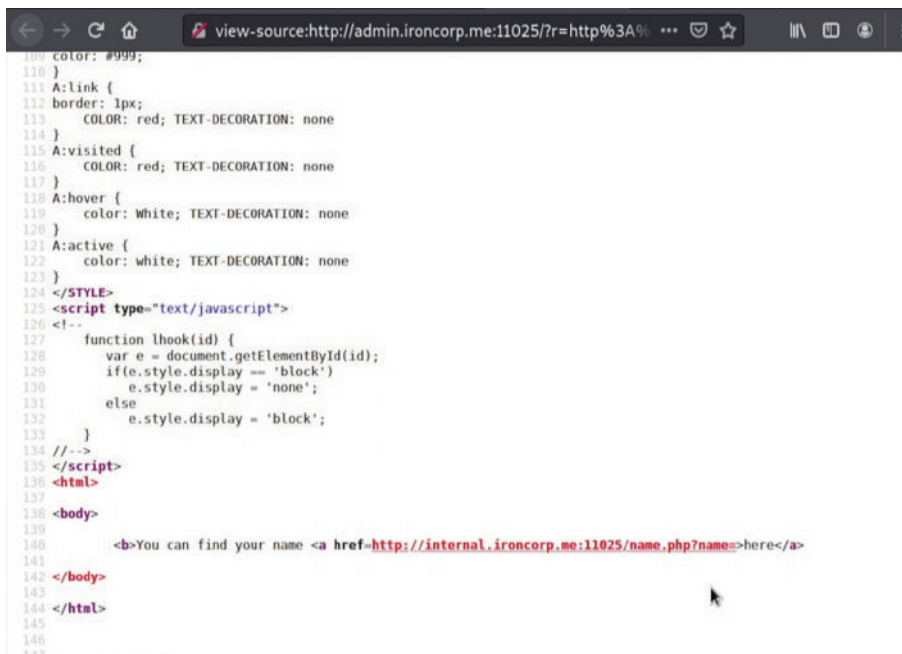 view-source:http://admin.ironcorp.me:11025/?r=http%3A%
109 color: #999;
110 }
111 A:link {
112 border: 1px;
113 COLOR: red; TEXT-DECORATION: none
114 }
115 A:visited {
116 COLOR: red; TEXT-DECORATION: none
117 }
118 A:hover {
119 color: White; TEXT-DECORATION: none
120 }
121 A:active {
122 color: white; TEXT-DECORATION: none
123 }
124 </STYLE>
125 <script type="text/javascript">
126 <!--
127 function lhook(id) {
128 var e = document.getElementById(id);
129 if(e.style.display == 'block')
130 e.style.display = 'none';
131 else
132 e.style.display = 'block';
133 }
134 //-->
135 </script>
136 <html>
137
138 <body>
139
140 <b>You can find your name <a href=http://internal.ironcorp.me:11025/name.php?name=>here</a>
141
142 </body>
143
144 </html>
145
146